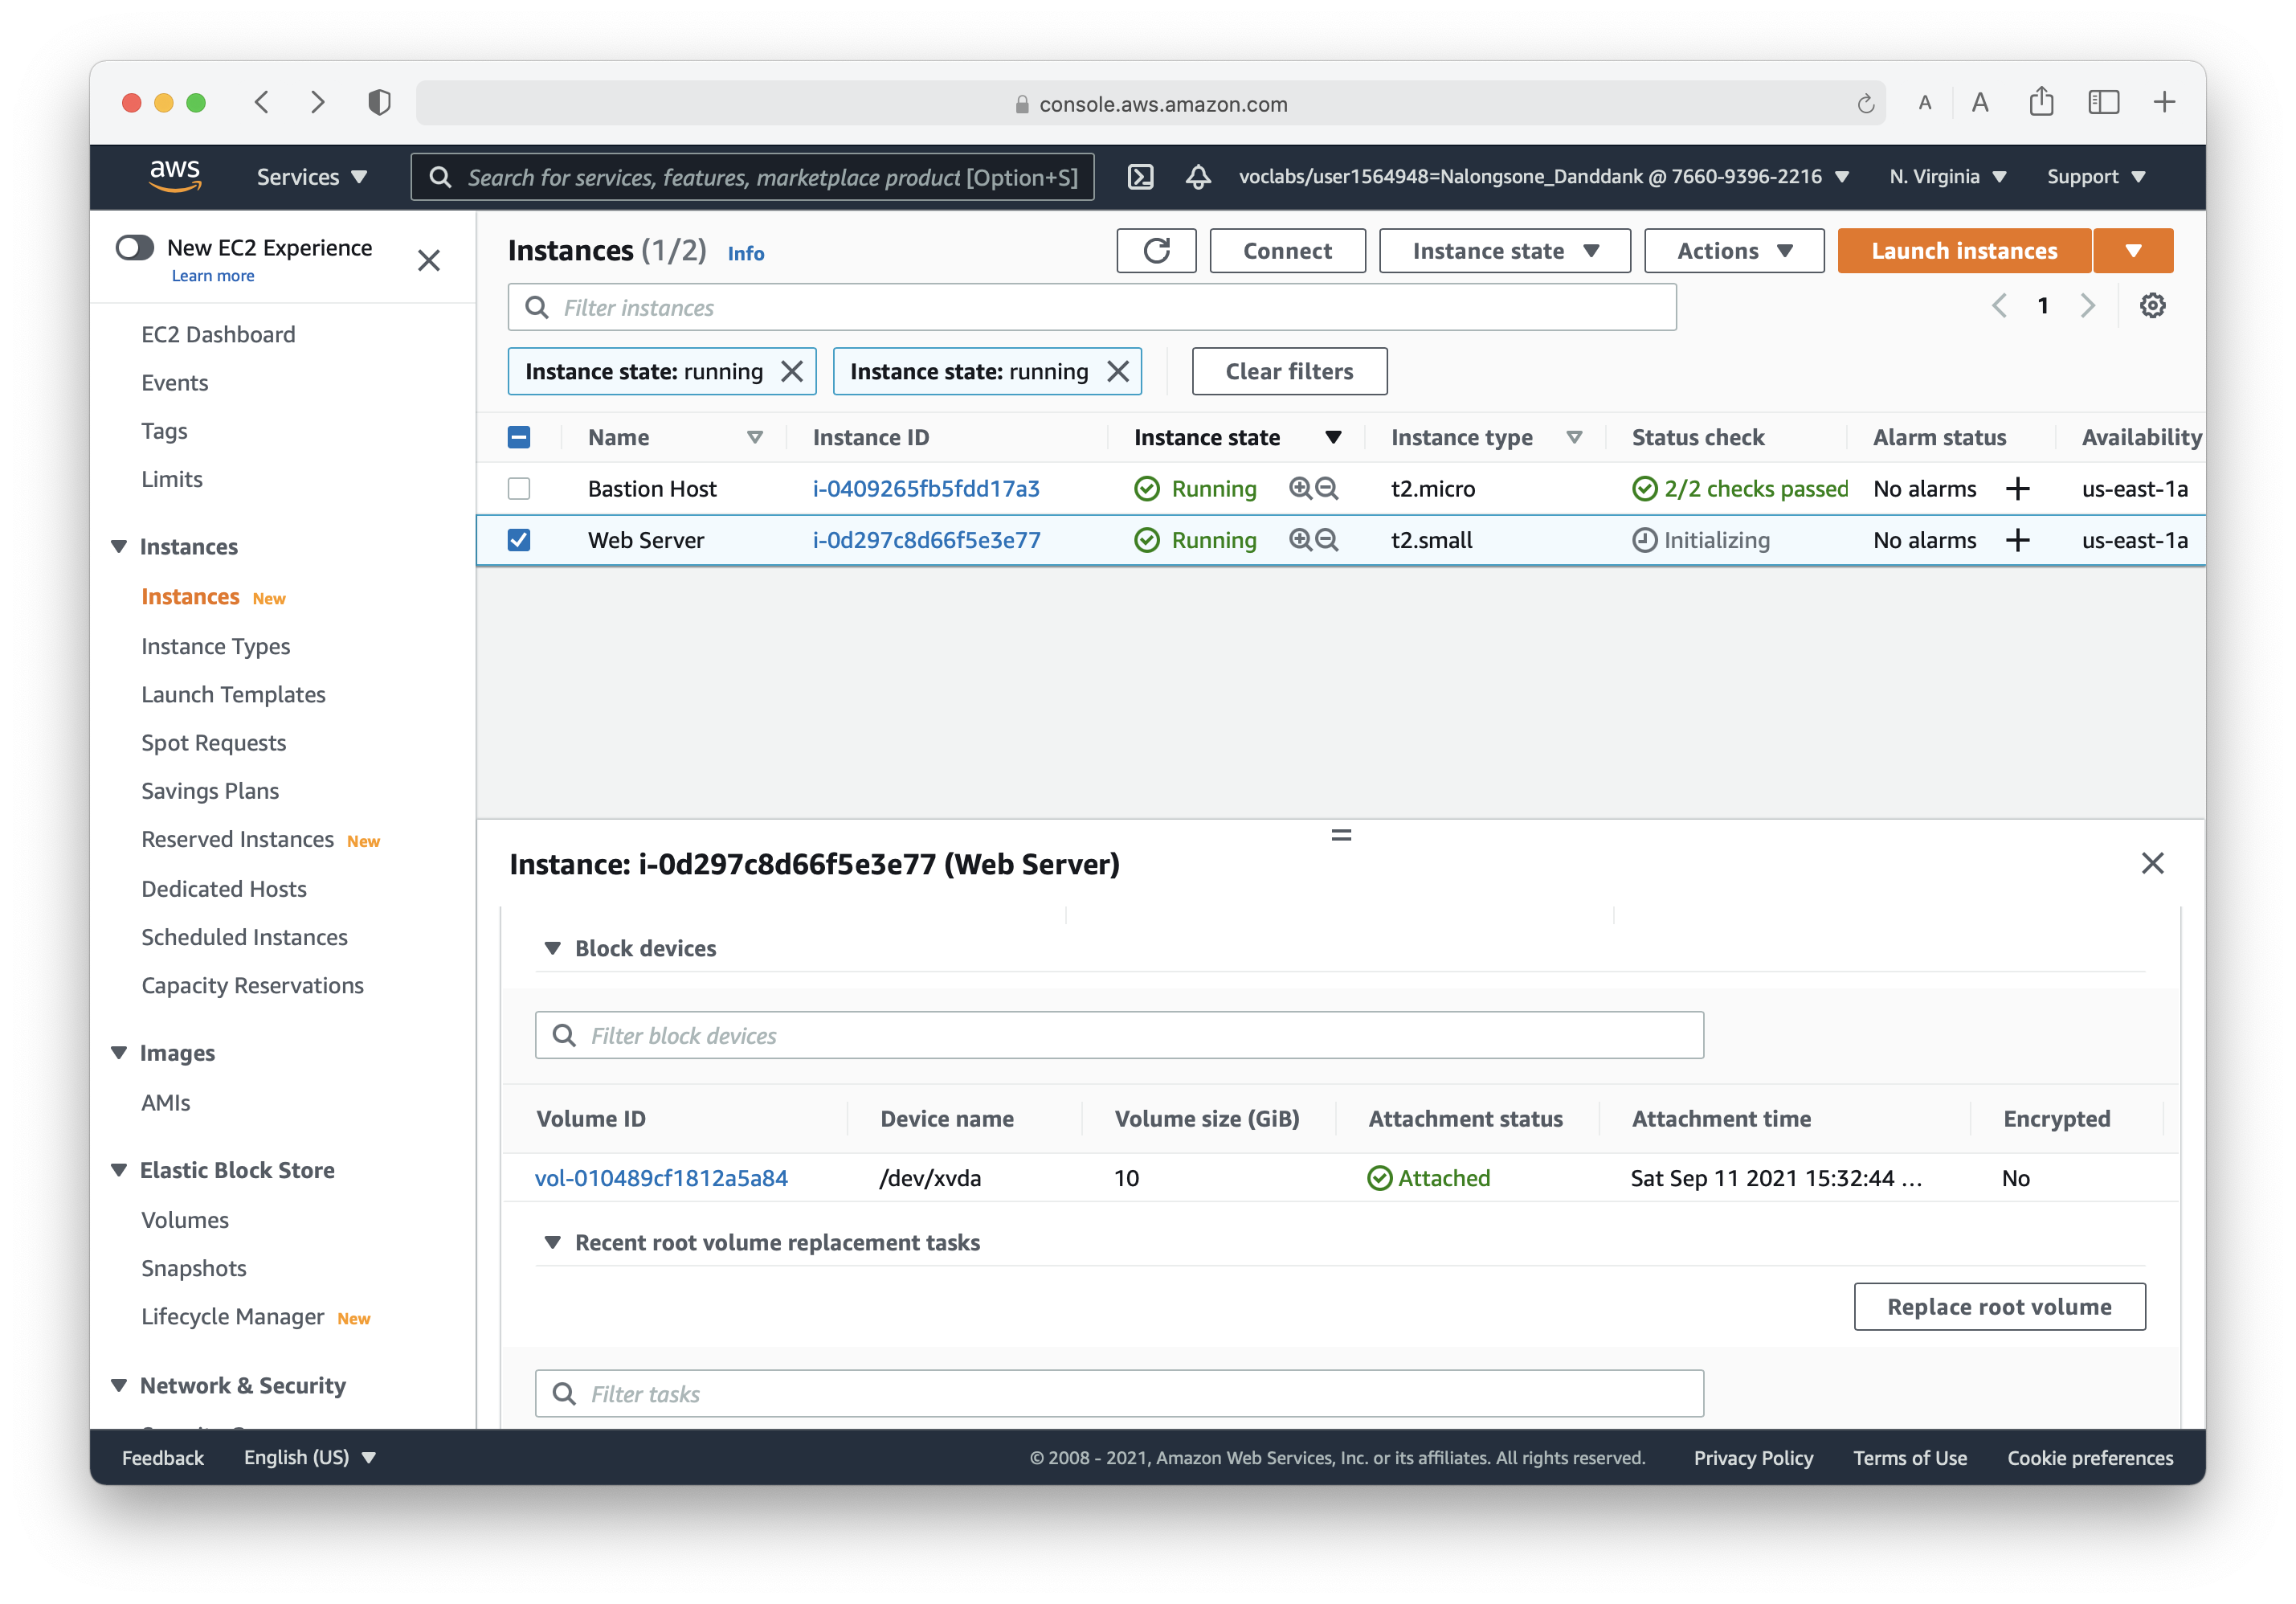 console.aws.amazon.com
A A
aws
Services
Search for services, features, marketplace product [Option+S]
voclabs/user1564948=Nalongsone_Danddank @ 7660-9396-2216
N. Virginia
Support
New EC2 Experience
Learn more
EC2 Dashboard
Events
Tags
Limits
Instances
Instances New
Instance Types
Launch Templates
Spot Requests
Savings Plans
Reserved Instances New
Dedicated Hosts
Scheduled Instances
Capacity Reservations
Images
AMIs
Elastic Block Store
Volumes
Snapshots
Lifecycle Manager New
Network & Security
Instances (1/2) Info
Connect
Instance state
Actions
Launch instances
Filter instances
1
Instance state: running
Instance state: running
Clear filters
Name Instance ID Instance state Instance type Status check Alarm status Availability
Bastion Host i-0409265fb5fdd17a3 Running t2.micro 2/2 checks passed No alarms us-east-1a
Web Server i-0d297c8d66f5e3e77 Running t2.small Initializing No alarms us-east-1a
Instance: i-0d297c8d66f5e3e77 (Web Server)
Block devices
Filter block devices
Volume ID Device name Volume size (GiB) Attachment status Attachment time Encrypted
vol-010489cf1812a5a84 /dev/xvda 10 Attached Sat Sep 11 2021 15:32:44 ... No
Recent root volume replacement tasks
Replace root volume
Filter tasks
Feedback
English (US)
© 2008 - 2021, Amazon Web Services, Inc. or its affiliates. All rights reserved.
Privacy Policy
Terms of Use
Cookie preferences